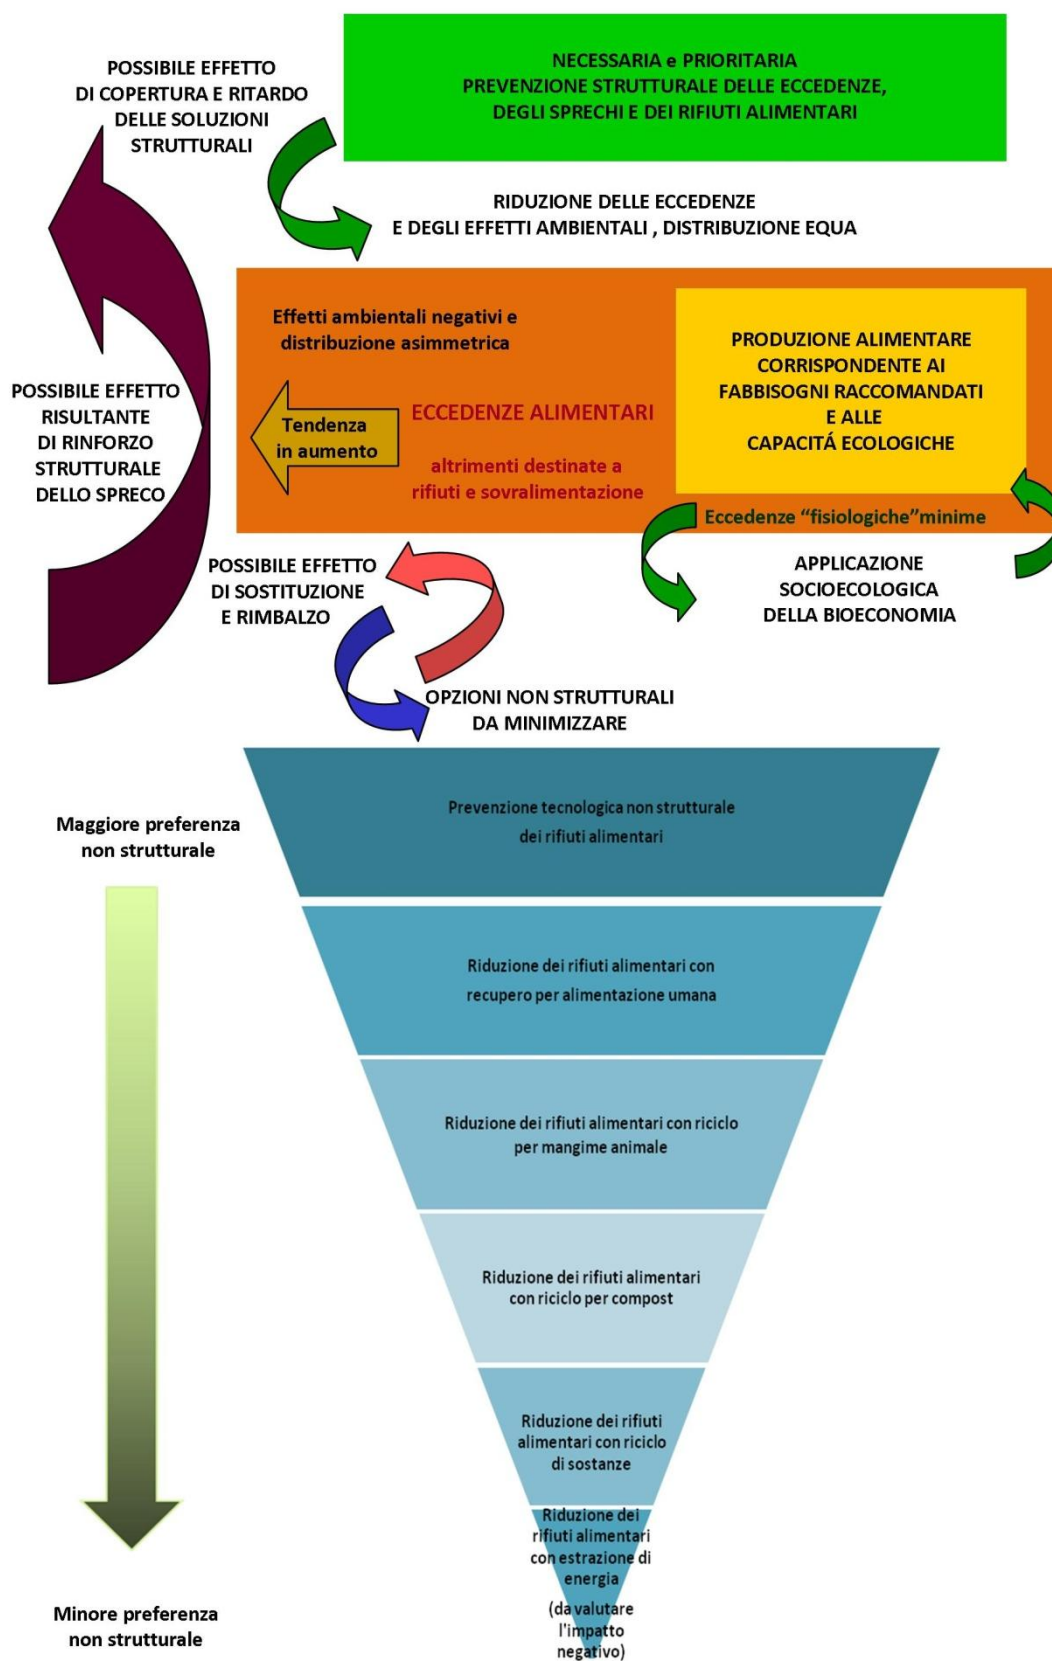 POSSIBILE EFFETTO
DI COPERTURA E RITARDO
DELLE SOLUZIONI
STRUTTURALI
NECESSARIA e PRIORITARIA
PREVENZIONE STRUTTURALE DELLE ECCEDENZE,
DEGLI SPRECHI E DEI RIFIUTI ALIMENTARI
RIDUZIONE DELLE ECCEDENZE
E DEGLI EFFETTI AMBIENTALI , DISTRIBUZIONE EQUA
Effetti ambientali negativi e
distribuzione asimmetrica
PRODUZIONE ALIMENTARE
CORRISPONDENTE AI
FABBISOGNI RACCOMANDATI
E ALLE
CAPACITÁ ECOLOGICHE
POSSIBILE EFFETTO
RISULTANTE
DI RINFORZO
STRUTTURALE
DELLO SPRECO
Tendenza
in aumento
ECCEDENZE ALIMENTARI
altrimenti destinate a
rifiuti e sovralimentazione
Eccedenze “fisiologiche”minime
POSSIBILE EFFETTO
DI SOSTITUZIONE
E RIMBALZO
APPLICAZIONE
SOCIOECOLOGICA
DELLA BIOECONOMIA
OPZIONI NON STRUTTURALI
DA MINIMIZZARE
Maggiore preferenza
non strutturale
Prevenzione tecnologica non strutturale
dei rifiuti alimentari
Riduzione dei rifiuti alimentari con
recupero per alimentazione umana
Riduzione dei rifiuti alimentari con riciclo
per mangime animale
Riduzione dei rifiuti alimentari
con riciclo per compost
Riduzione dei rifiuti
alimentari con riciclo
di sostanze
Riduzione dei
rifiuti alimentari
con estrazione di
energia
(da valutare
l'impatto
negativo)
Minore preferenza
non strutturale